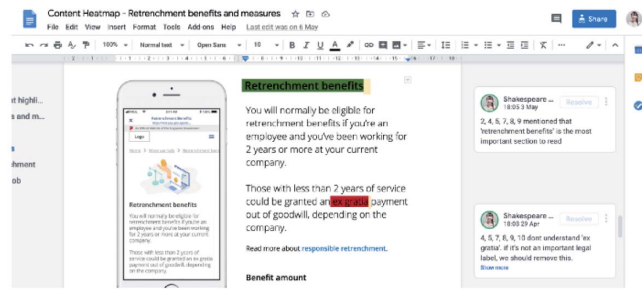 Content Heatmap - Retrenchment benefits and measures
File Edit View Insert Format Tools Add-ons Help Last edit was on 6 May
Share
100% Normal text Open Sans 10 B I U A
t highli...
s and m...
hment
ob
Logo
Retrenchment benefits
You will normally be eligible for
retrenchment benefits if you're an
employee and you've been working
for 2 years or more at your current
company.
Those with less than 2 years of
service could be granted an ex gratia
payment out of goodwill, depending
on the company.
Retrenchment benefits
You will normally be eligible for
retrenchment benefits if you're an
employee and you've been working for
2 years or more at your current
company.
Those with less than 2 years of service
could be granted an ex gratia payment
out of goodwill, depending on the
company.
Read more about responsible retrenchment.
Benefit amount
Shakespeare ...
18:05 3 May
Resolve
2, 4, 5, 7, 8, 9 mentioned that
'retrenchment benefits' is the most
important section to read
Shakespeare ...
18:00 29 Apr
Resolve
4, 5, 7, 8, 9, 10 dont understand 'ex
gratia'. if it's not an important legal
label, we should remove this.
Show more